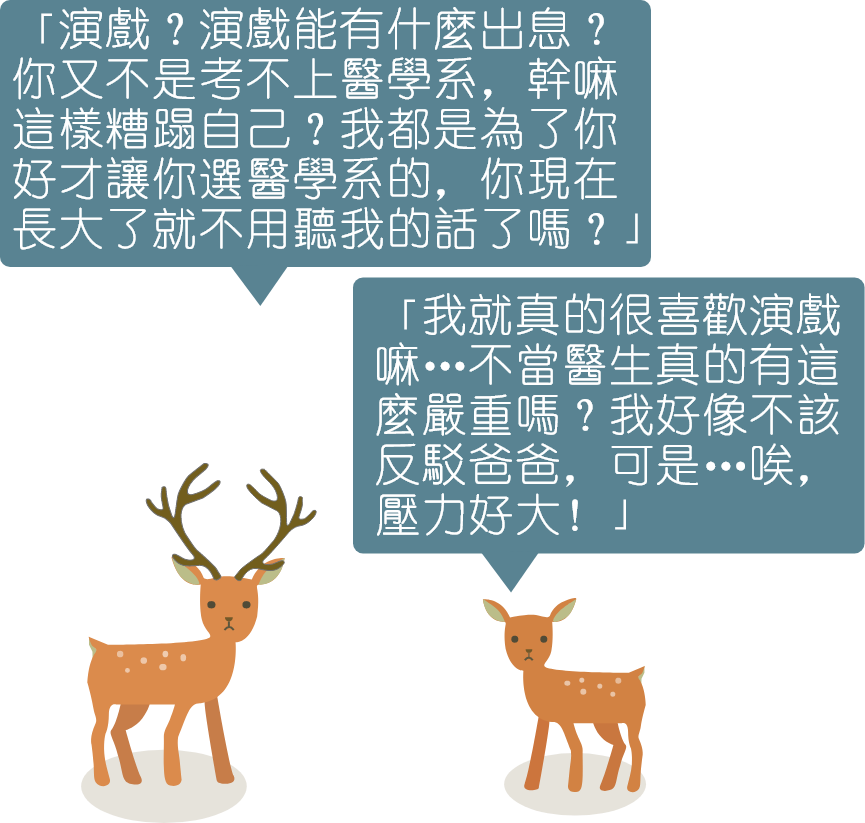 「演戲？演戲能有什麼出息？
你又不是考不上醫學系，幹嘛
這樣糟蹋自己？我都是為了你
好才讓你選醫學系的，你現在
長大了就不用聽我的話了嗎？」
「我就真的很喜歡演戲
嘛…不當醫生真的有這
麼嚴重嗎？我好像不該
反駁爸爸，可是…唉，
壓力好大！」